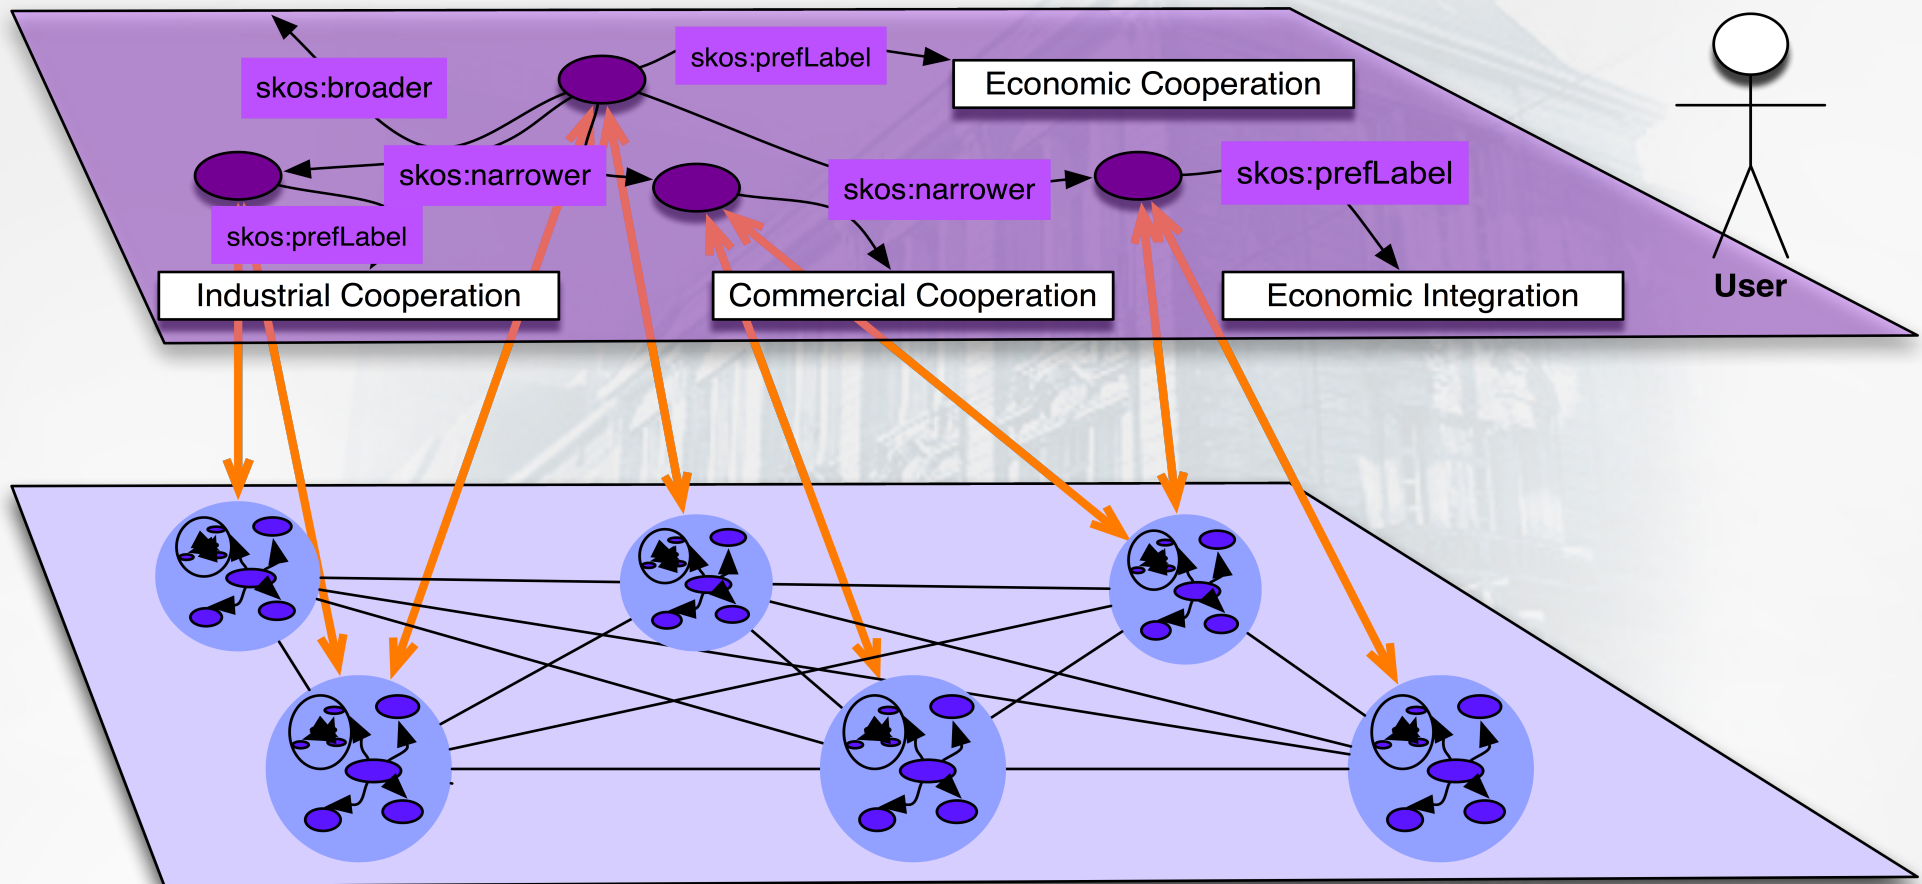 skos:prefLabel
skos:broader
Economic Cooperation
skos:narrower
skos:narrower
skos:prefLabel
skos:prefLabel
Industrial Cooperation
Commercial Cooperation
Economic Integration
User